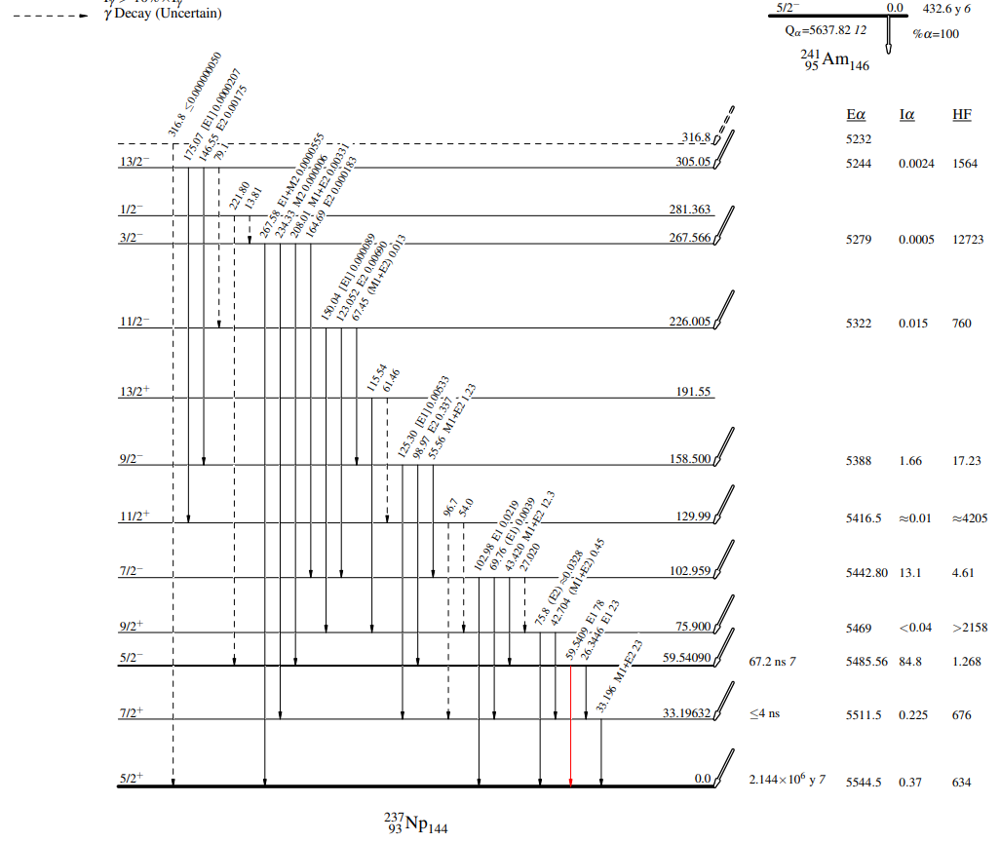 γ Decay (Uncertain)
5/2⁻ 0.0 432.6 y 6
Qα=5637.82 12 %α=100
²⁴¹₉₅Am₁₄₆
Eα Iα HF
316.8 ≤0.000000050
175.07 [E1] 0.0000207
146.55 E2 0.00175
79.1
316.8 5232
13/2⁻ 305.05 5244 0.0024 1564
221.80
13.81
1/2⁻ 281.363
267.58 E1+M2 0.0000555
234.33 M2 0.000006
208.01 M1+E2 0.00331
164.69 E2 0.000183
3/2⁻ 267.566 5279 0.0005 12723
150.04 [E1] 0.000089
123.052 E2 0.00690
67.45 (M1+E2) 0.013
11/2⁻ 226.005 5322 0.015 760
115.54
61.46
13/2⁺ 191.55
125.30 [E1] 0.00533
98.97 E2 0.337
55.56 M1+E2 1.23
9/2⁻ 158.500 5388 1.66 17.23
96.7
54.0
11/2⁺ 129.99 5416.5 ≈0.01 ≈4205
102.98 E1 0.0219
69.76 (E1) 0.0039
43.420 M1+E2 12.3
27.020
7/2⁻ 102.959 5442.80 13.1 4.61
75.8 (E2) ≈0.0328
42.704 (M1+E2) 0.45
9/2⁺ 75.900 5469 <0.04 >2158
59.5409 E1 78
26.3446 E1 23
5/2⁻ 59.54090 67.2 ns 7 5485.56 84.8 1.268
33.196 M1+E2 23
7/2⁺ 33.19632 ≤4 ns 5511.5 0.225 676
5/2⁺ 0.0 2.144×10⁶ y 7 5544.5 0.37 634
²³⁷₉₃Np₁₄₄